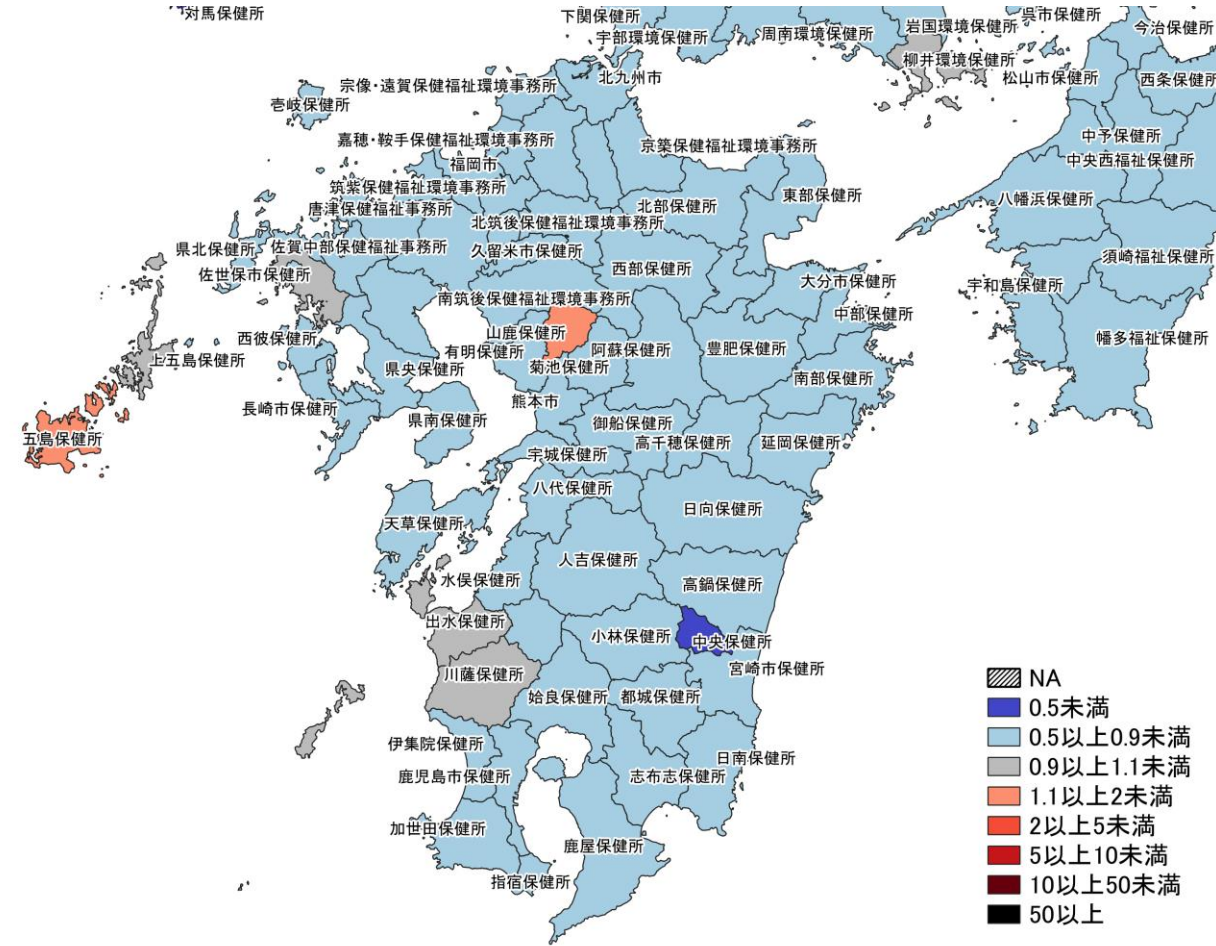 対馬保健所
下関保健所
宇部環境保健所
周南環境保健所
岩国環境保健所
呉市保健所
今治保健所
柳井環境保健所
松山市保健所
西条保健所
北九州市
宗像・遠賀保健福祉環境事務所
壱岐保健所
嘉穂・鞍手保健福祉環境事務所
京築保健福祉環境事務所
中予保健所
福岡市
中央西福祉保健所
筑紫保健福祉環境事務所
東部保健所
八幡浜保健所
唐津保健福祉事務所
北部保健所
北筑後保健福祉環境事務所
県北保健所
佐賀中部保健福祉事務所
久留米市保健所
須崎福祉保健所
佐世保市保健所
西部保健所
大分市保健所
宇和島保健所
南筑後保健福祉環境事務所
中部保健所
山鹿保健所
西彼保健所
幡多福祉保健所
有明保健所
阿蘇保健所
豊肥保健所
上五島保健所
県央保健所
菊池保健所
南部保健所
長崎市保健所
熊本市
県南保健所
御船保健所
五島保健所
高千穂保健所
延岡保健所
宇城保健所
八代保健所
日向保健所
天草保健所
人吉保健所
水俣保健所
高鍋保健所
出水保健所
小林保健所
中央保健所
宮崎市保健所
川薩保健所
姶良保健所
都城保健所
伊集院保健所
日南保健所
鹿児島市保健所
志布志保健所
加世田保健所
鹿屋保健所
指宿保健所
NA
0.5未満
0.5以上0.9未満
0.9以上1.1未満
1.1以上2未満
2以上5未満
5以上10未満
10以上50未満
50以上